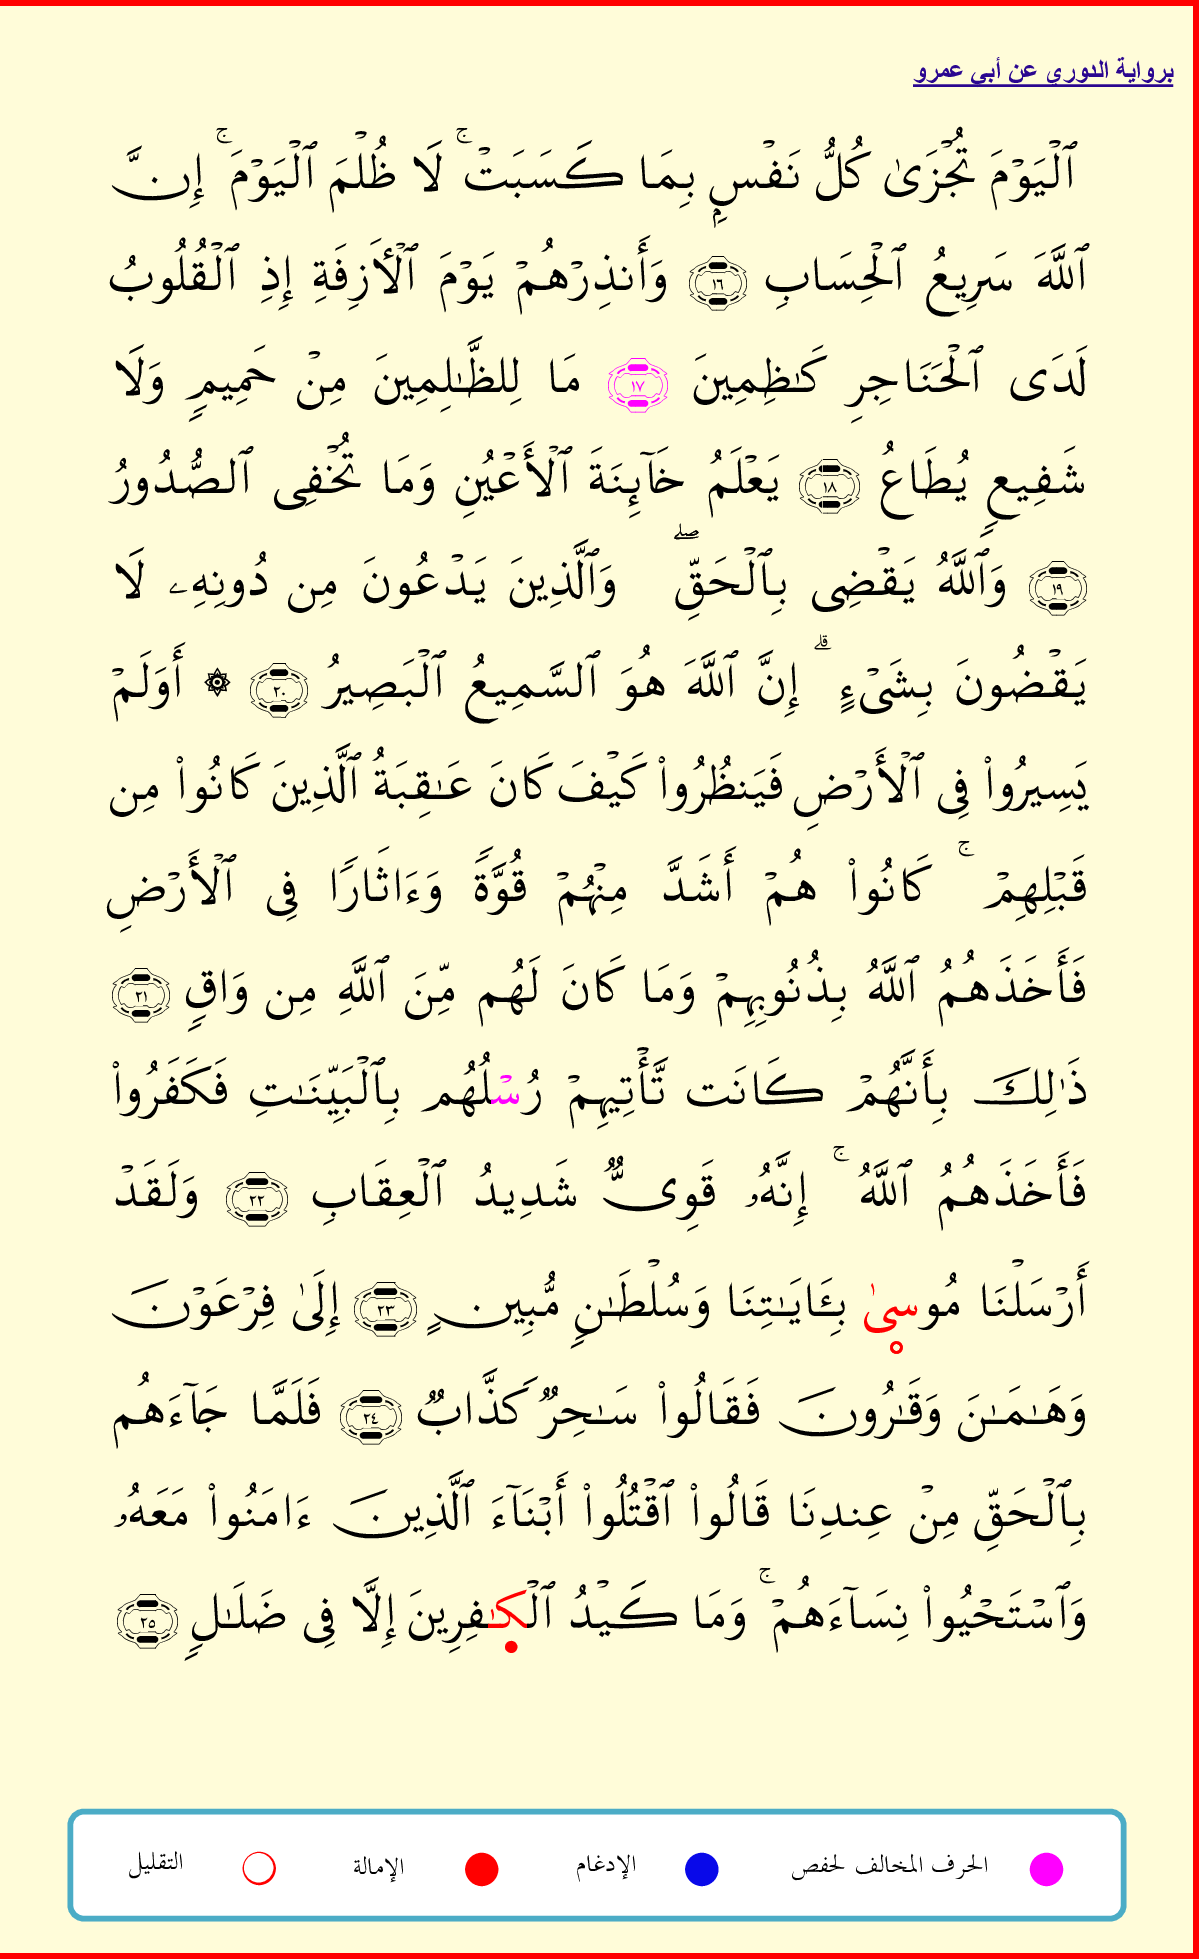 برواية الدوري عن أبي عمرو
ٱلۡيَوۡمَ تُجۡزَىٰ كُلُّ نَفۡسِۭ بِمَا كَسَبَتۡۚ لَا ظُلۡمَ ٱلۡيَوۡمَۚ إِنَّ
ٱللَّهَ سَرِيعُ ٱلۡحِسَابِ ١٦ وَأَنذِرۡهُمۡ يَوۡمَ ٱلۡأٓزِفَةِ إِذِ ٱلۡقُلُوبُ
لَدَى ٱلۡحَنَاجِرِ كَٰظِمِينَ ١٧ مَا لِلظَّٰلِمِينَ مِنۡ حَمِيمٖ وَلَا
شَفِيعٖ يُطَاعُ ١٨ يَعۡلَمُ خَآئِنَةَ ٱلۡأَعۡيُنِ وَمَا تُخۡفِى ٱلصُّدُورُ
١٩ وَٱللَّهُ يَقۡضِى بِٱلۡحَقِّۖ وَٱلَّذِينَ يَدۡعُونَ مِن دُونِهِۦ لَا
يَقۡضُونَ بِشَىۡءٍۗ إِنَّ ٱللَّهَ هُوَ ٱلسَّمِيعُ ٱلۡبَصِيرُ ٢٠ ۞ أَوَلَمۡ
يَسِيرُواْ فِى ٱلۡأَرۡضِ فَيَنظُرُواْ كَيۡفَ كَانَ عَٰقِبَةُ ٱلَّذِينَ كَانُواْ مِن
قَبۡلِهِمۡۚ كَانُواْ هُمۡ أَشَدَّ مِنۡهُمۡ قُوَّةٗ وَءَاثَارٗا فِى ٱلۡأَرۡضِ
فَأَخَذَهُمُ ٱللَّهُ بِذُنُوبِهِمۡ وَمَا كَانَ لَهُم مِّنَ ٱللَّهِ مِن وَاقٖ ٢١
ذَٰلِكَ بِأَنَّهُمۡ كَانَت تَّأۡتِيهِمۡ رُسۡلُهُم بِٱلۡبَيِّنَٰتِ فَكَفَرُواْ
فَأَخَذَهُمُ ٱللَّهُۚ إِنَّهُۥ قَوِىّٞ شَدِيدُ ٱلۡعِقَابِ ٢٢ وَلَقَدۡ
أَرۡسَلۡنَا مُوسىٰ بِـَٔايَٰتِنَا وَسُلۡطَٰنٖ مُّبِينٍ ٢٣ إِلَىٰ فِرۡعَوۡنَ
وَهَٰمَٰنَ وَقَٰرُونَ فَقَالُواْ سَٰحِرٞ كَذَّابٞ ٢٤ فَلَمَّا جَآءَهُم
بِٱلۡحَقِّ مِنۡ عِندِنَا قَالُواْ ٱقۡتُلُواْ أَبۡنَآءَ ٱلَّذِينَ ءَامَنُواْ مَعَهُۥ
وَٱسۡتَحۡيُواْ نِسَآءَهُمۡۚ وَمَا كَيۡدُ ٱلۡكٰفِرِينَ إِلَّا فِى ضَلَٰلٖ ٢٥
الحرف المخالف لحفص الإدغام الإمالة التقليل